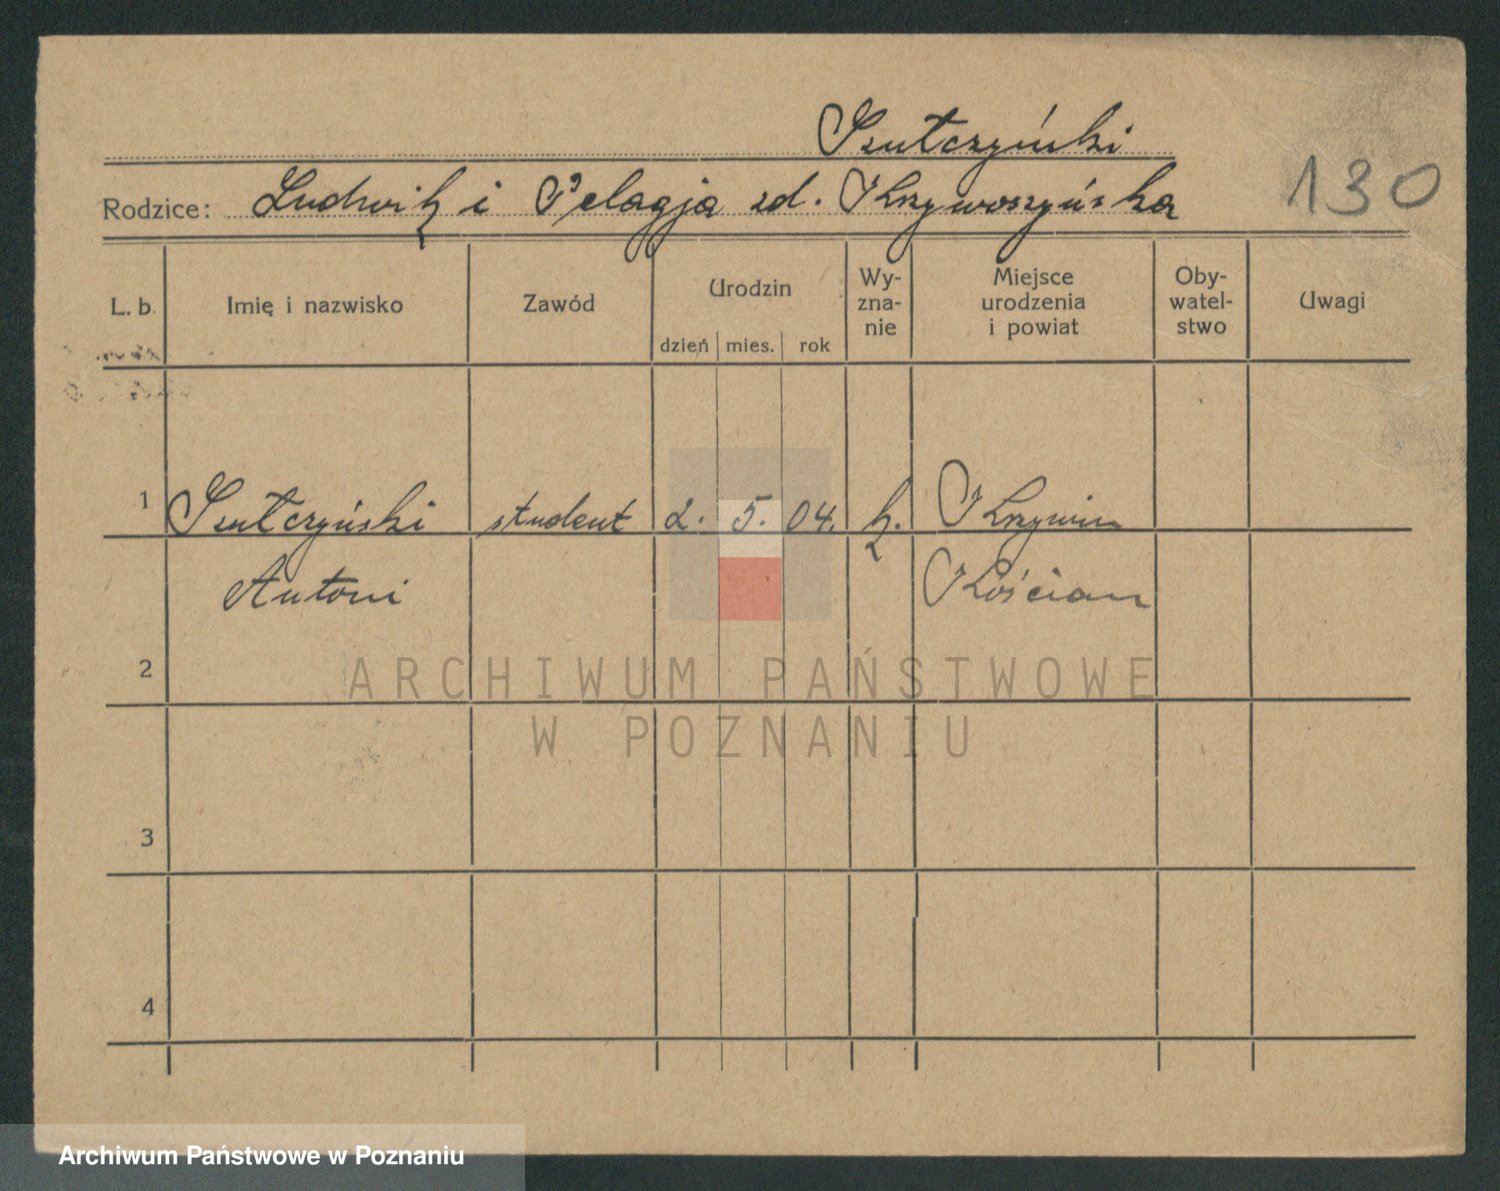 Szulczyński
Rodzice: Ludwik i Pelagja zd. Krzywoszyńska
130
L. b. Imię i nazwisko Zawód Urodzin Wy-zna-nie Miejsce urodzenia i powiat Oby-watel-stwo Uwagi
dzień mies. rok
1 Szulczyński student 2. 5. 04. k. Krzywin
Antoni Kościan
2
ARCHIWUM PAŃSTWOWE
W POZNANIU
3
4
Archiwum Państwowe w Poznaniu